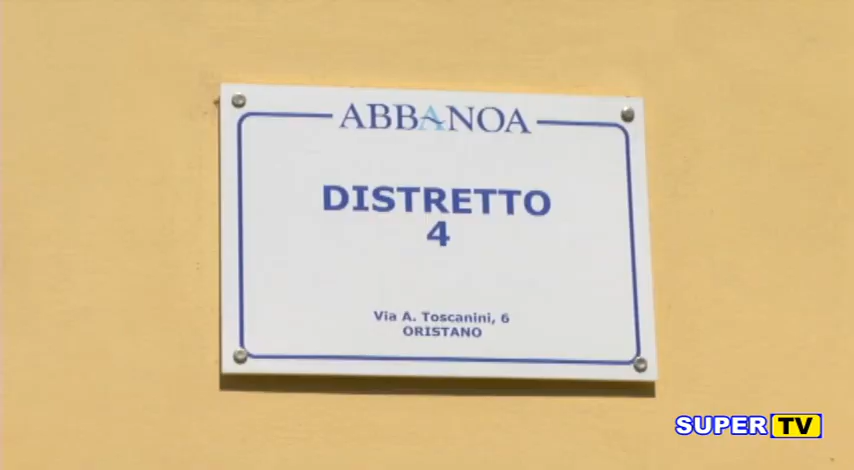 ABBANOA
DISTRETTO
4
Via A. Toscanini, 6
ORISTANO
SUPER TV